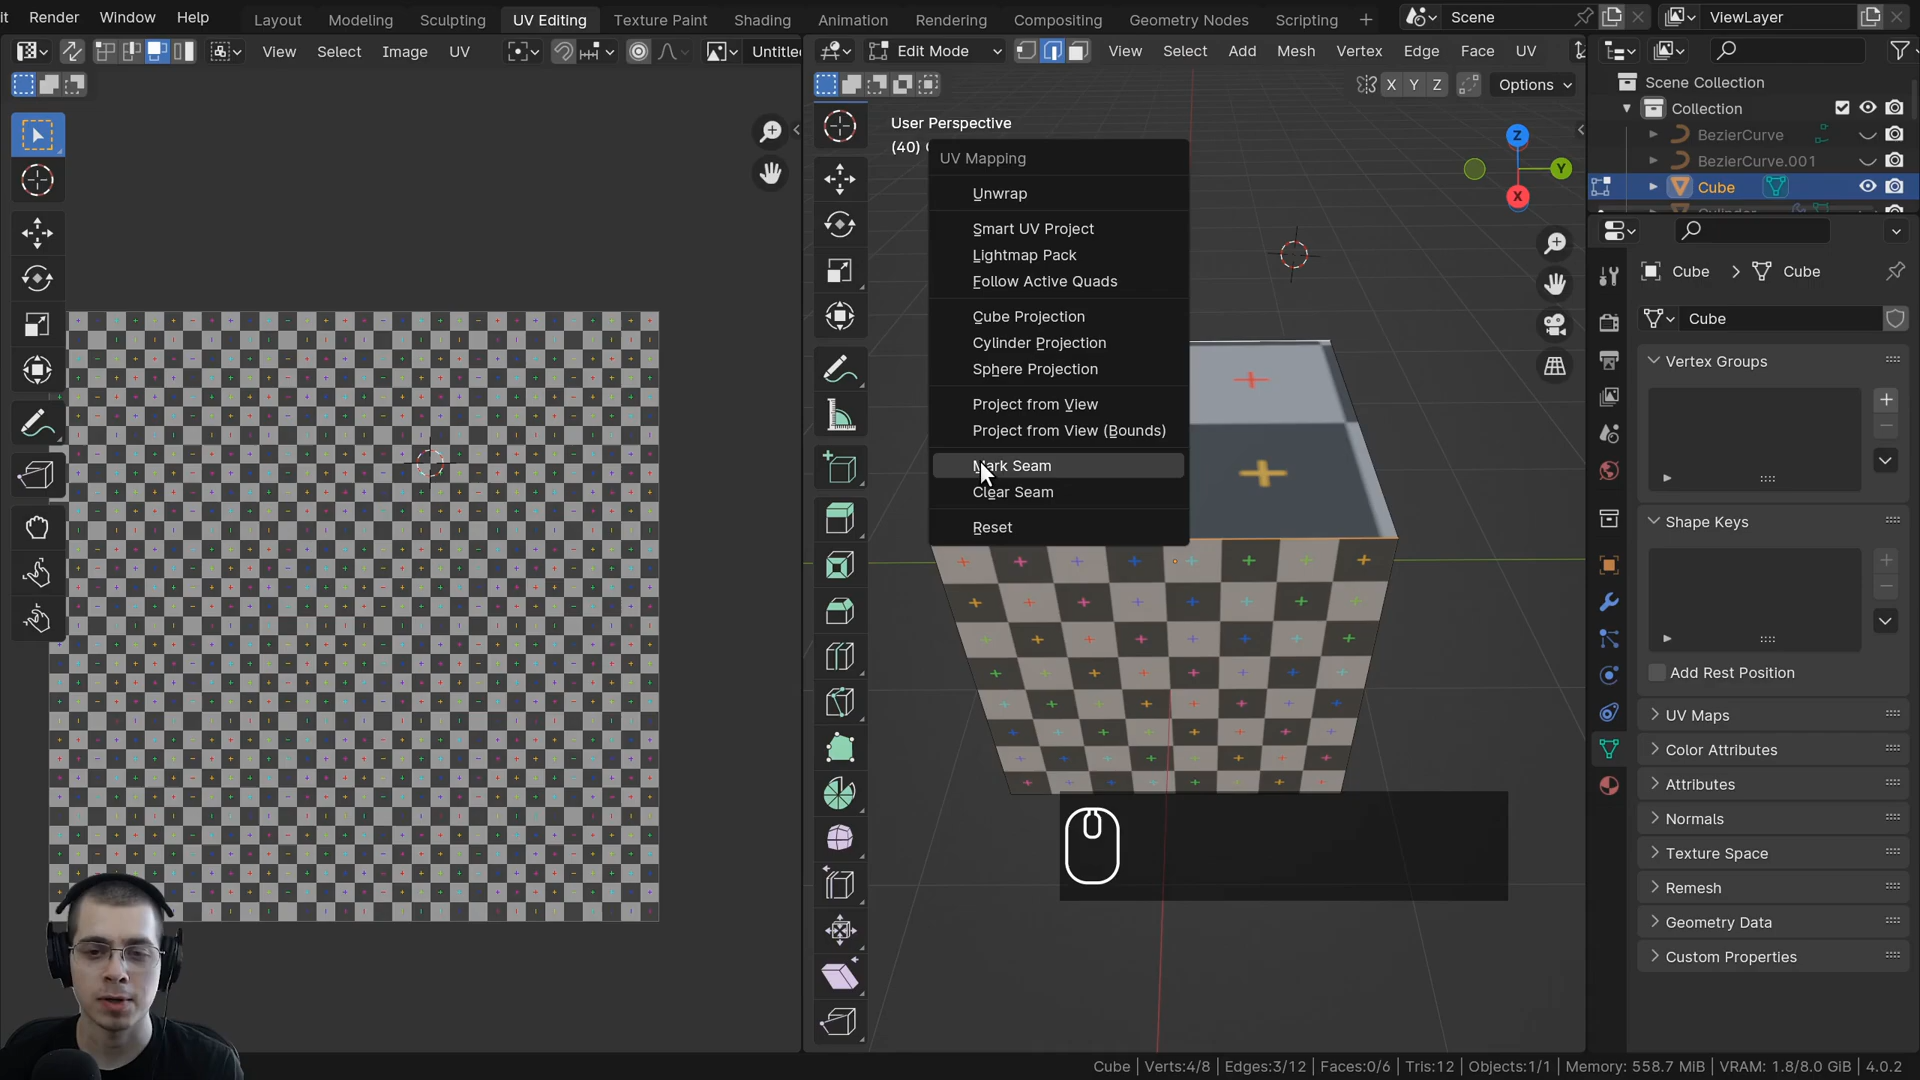 it Render Window Help Layout Modeling Sculpting UV Editing Texture Paint Shading Animation Rendering Compositing Geometry Nodes Scripting + Scene ViewLayer
View Select Image UV Untitle
Edit Mode View Select Add Mesh Vertex Edge Face UV
X Y Z Options
User Perspective
(40)
UV Mapping
Unwrap
Smart UV Project
Lightmap Pack
Follow Active Quads
Cube Projection
Cylinder Projection
Sphere Projection
Project from View
Project from View (Bounds)
Mark Seam
Clear Seam
Reset
Z
Y
X
Scene Collection
Collection
BezierCurve
BezierCurve.001
Cube
Cylinder
Cube > Cube
Cube
Vertex Groups
Shape Keys
Add Rest Position
UV Maps
Color Attributes
Attributes
Normals
Texture Space
Remesh
Geometry Data
Custom Properties
Cube | Verts:4/8 | Edges:3/12 | Faces:0/6 | Tris:12 | Objects:1/1 | Memory: 558.7 MiB | VRAM: 1.8/8.0 GiB | 4.0.2